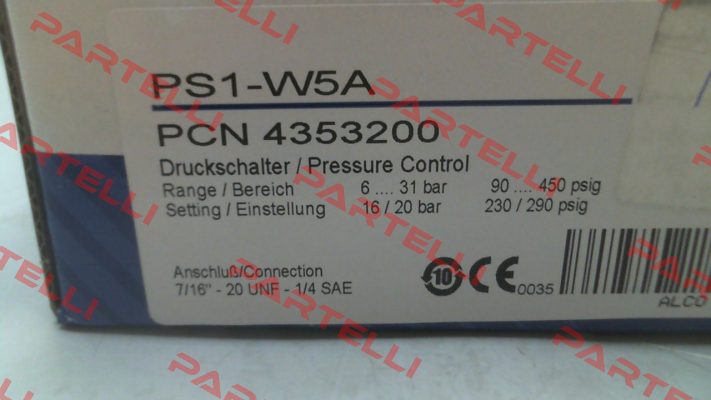 PS1-W5A
PCN 4353200
Druckschalter / Pressure Control
Range / Bereich 6 .... 31 bar 90 .... 450 psig
Setting / Einstellung 16 / 20 bar 230 / 290 psig
Anschluß/Connection
7/16" - 20 UNF - 1/4 SAE
10
CE 0035
ALCO
PARTELLI
PARTELLI
PARTELLI
PARTELLI
PARTELLI
PARTELLI
PARTELLI